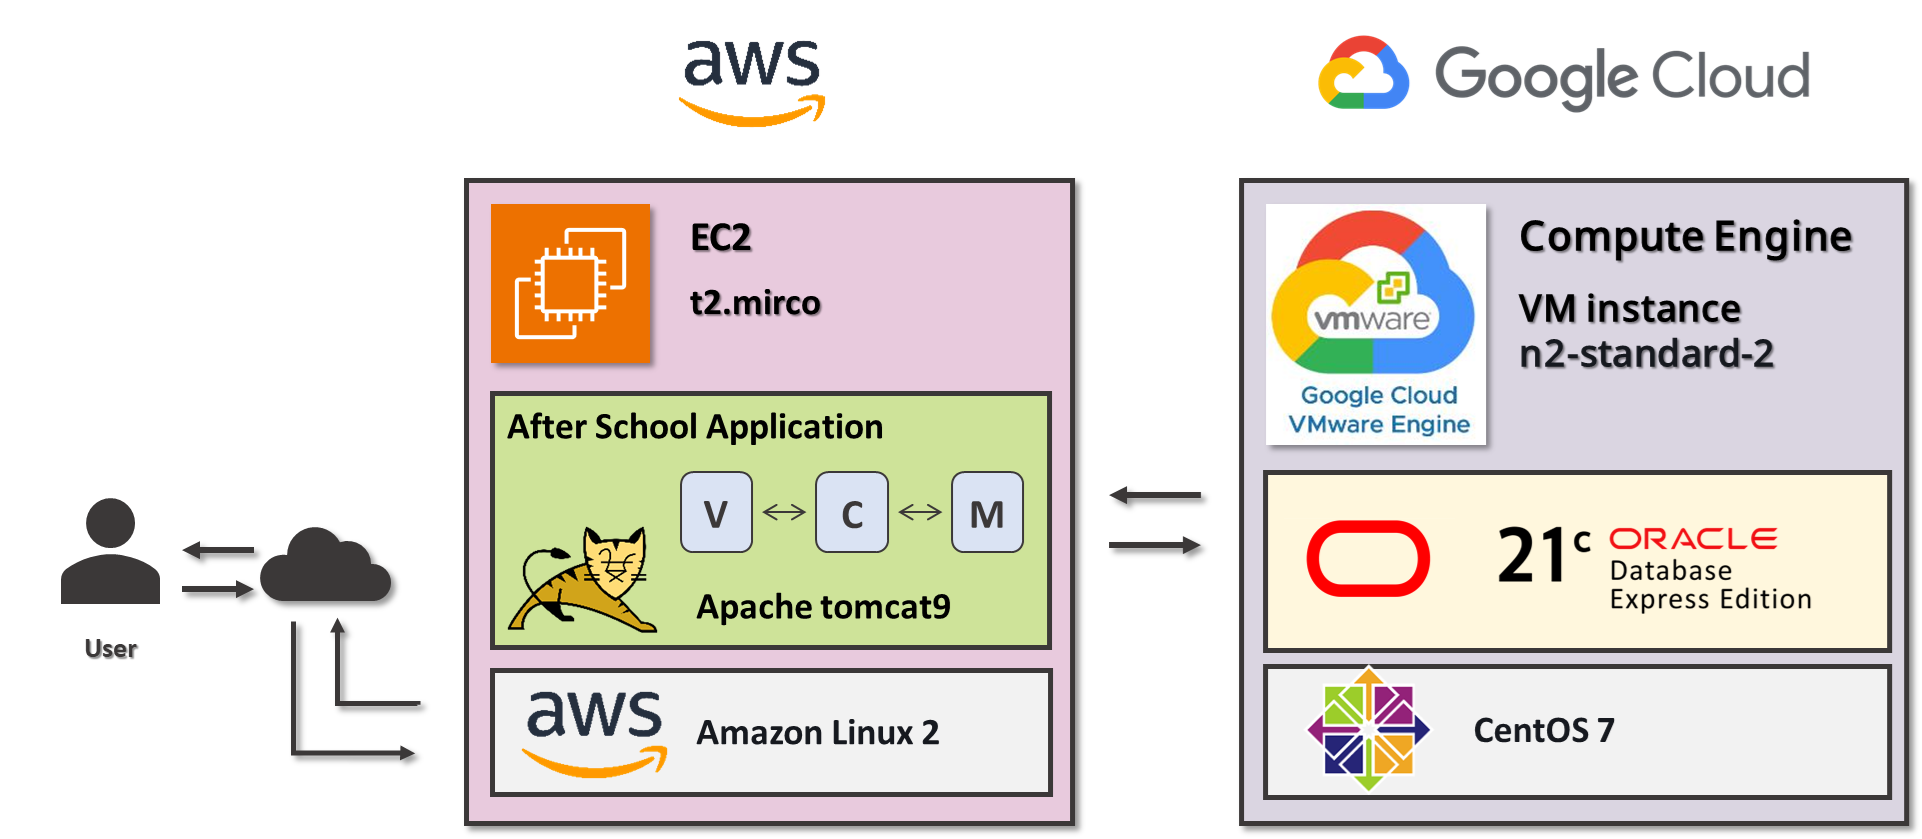 aws
Google Cloud
EC2
t2.mirco
Compute Engine
VM instance
n2-standard-2
vmware
Google Cloud
VMware Engine
After School Application
V
C
M
Apache tomcat9
21c ORACLE
Database
Express Edition
User
aws
Amazon Linux 2
CentOS 7